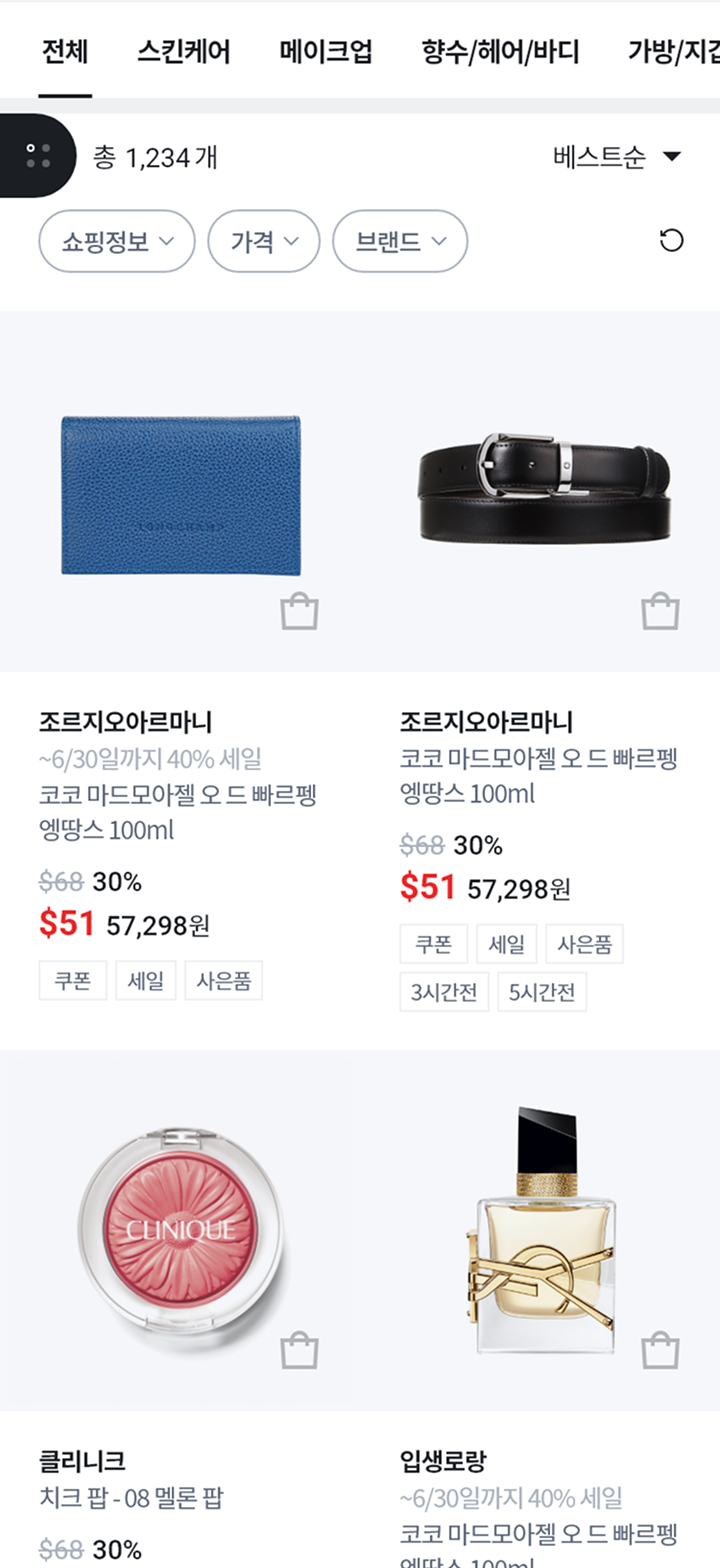 전체 스킨케어 메이크업 향수/헤어/바디 가방/지갑
총 1,234개 베스트순
쇼핑정보 가격 브랜드
LONGCHAMP
조르지오아르마니
~6/30일까지 40% 세일
코코 마드모아젤 오 드 빠르펭
엥땅스 100ml
$68 30%
$51 57,298원
쿠폰 세일 사은품
조르지오아르마니
코코 마드모아젤 오 드 빠르펭
엥땅스 100ml
$68 30%
$51 57,298원
쿠폰 세일 사은품
3시간전 5시간전
CLINIQUE
클리니크
치크 팝 - 08 멜론 팝
$68 30%
입생로랑
~6/30일까지 40% 세일
코코 마드모아젤 오 드 빠르펭
엥땅스 100ml